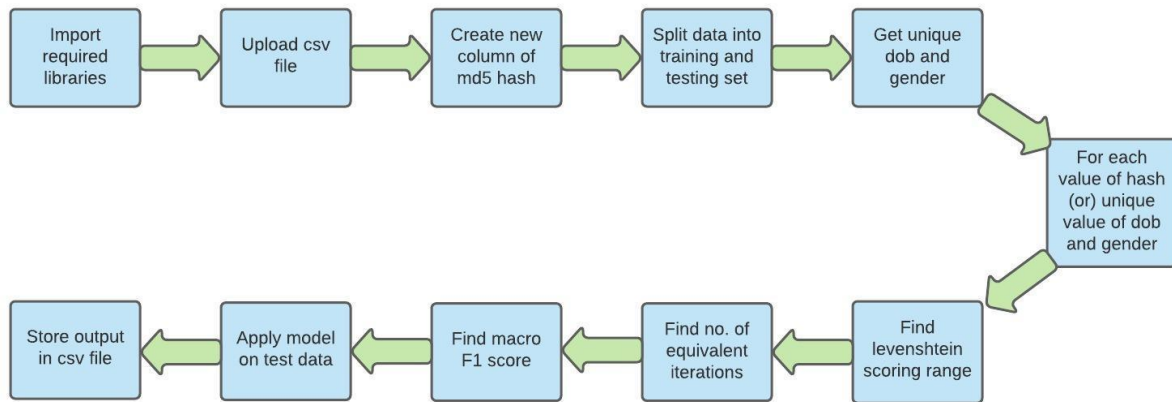 Import
required
libraries
Upload csv
file
Create new
column of
md5 hash
Split data into
training and
testing set
Get unique
dob and
gender
For each
value of hash
(or) unique
value of dob
and gender
Find
levenshtein
scoring range
Find no. of
equivalent
iterations
Find macro
F1 score
Apply model
on test data
Store output
in csv file